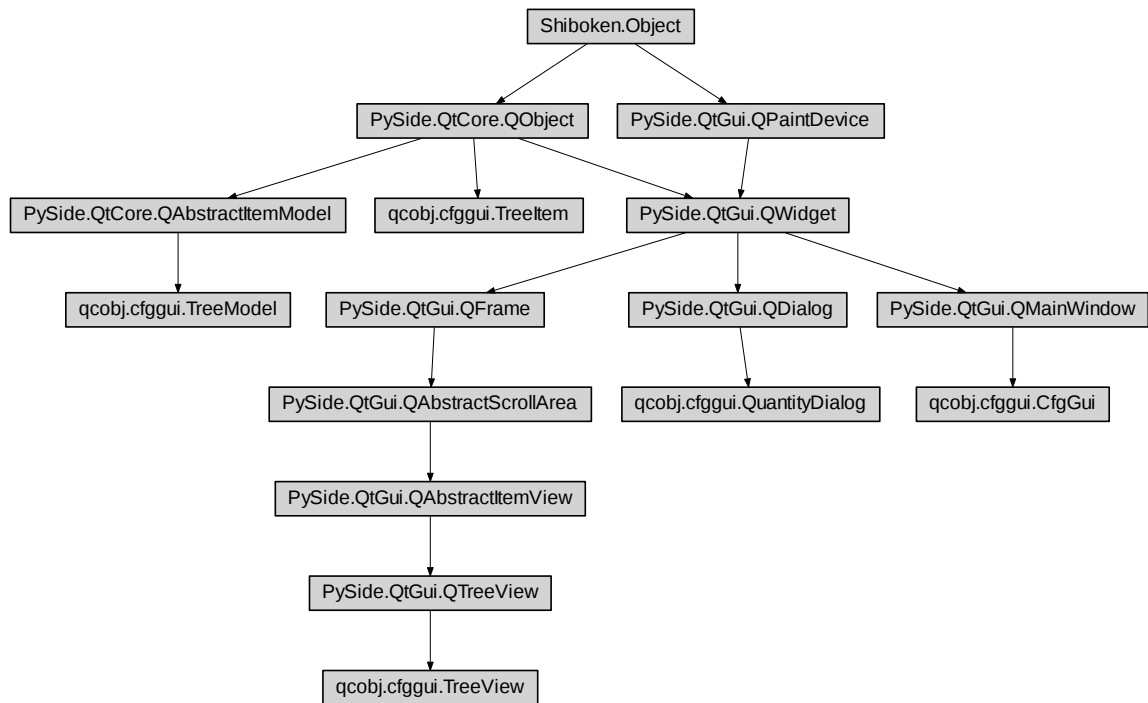 Shiboken.Object
PySide.QtCore.QObject
PySide.QtGui.QPaintDevice
PySide.QtCore.QAbstractItemModel
qcobj.cfggui.TreeItem
PySide.QtGui.QWidget
qcobj.cfggui.TreeModel
PySide.QtGui.QFrame
PySide.QtGui.QDialog
PySide.QtGui.QMainWindow
PySide.QtGui.QAbstractScrollArea
qcobj.cfggui.QuantityDialog
qcobj.cfggui.CfgGui
PySide.QtGui.QAbstractItemView
PySide.QtGui.QTreeView
qcobj.cfggui.TreeView